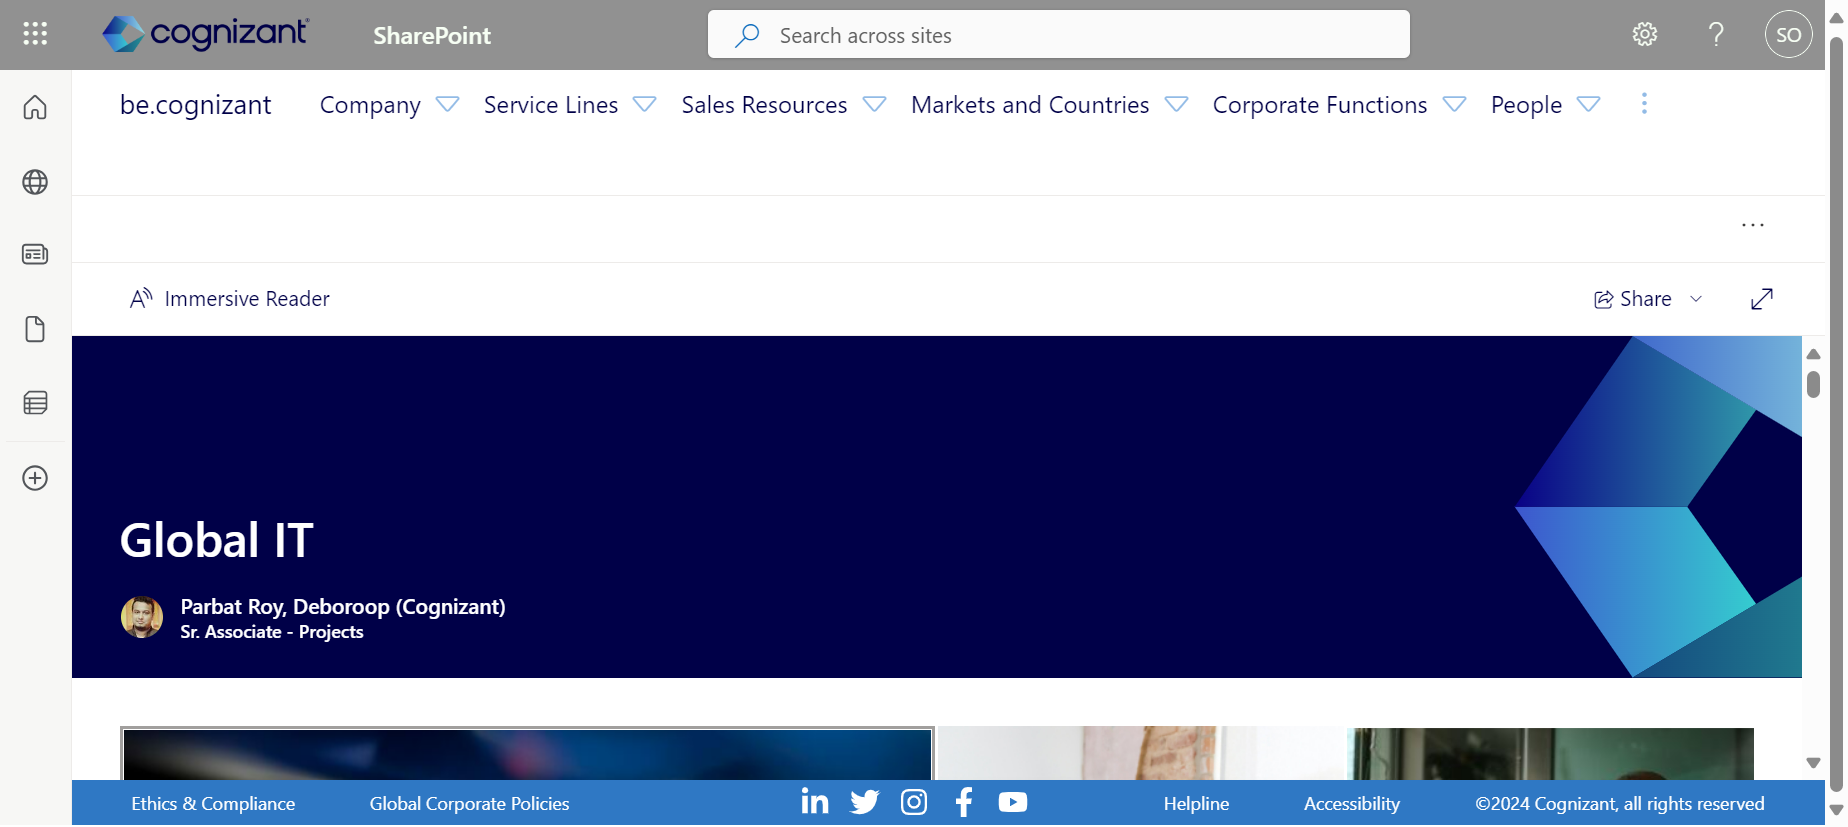 cognizant
SharePoint
Search across sites
SO
be.cognizant
Company
Service Lines
Sales Resources
Markets and Countries
Corporate Functions
People
Immersive Reader
Share
Global IT
Parbat Roy, Deboroop (Cognizant)
Sr. Associate - Projects
Ethics & Compliance
Global Corporate Policies
Helpline
Accessibility
©2024 Cognizant, all rights reserved